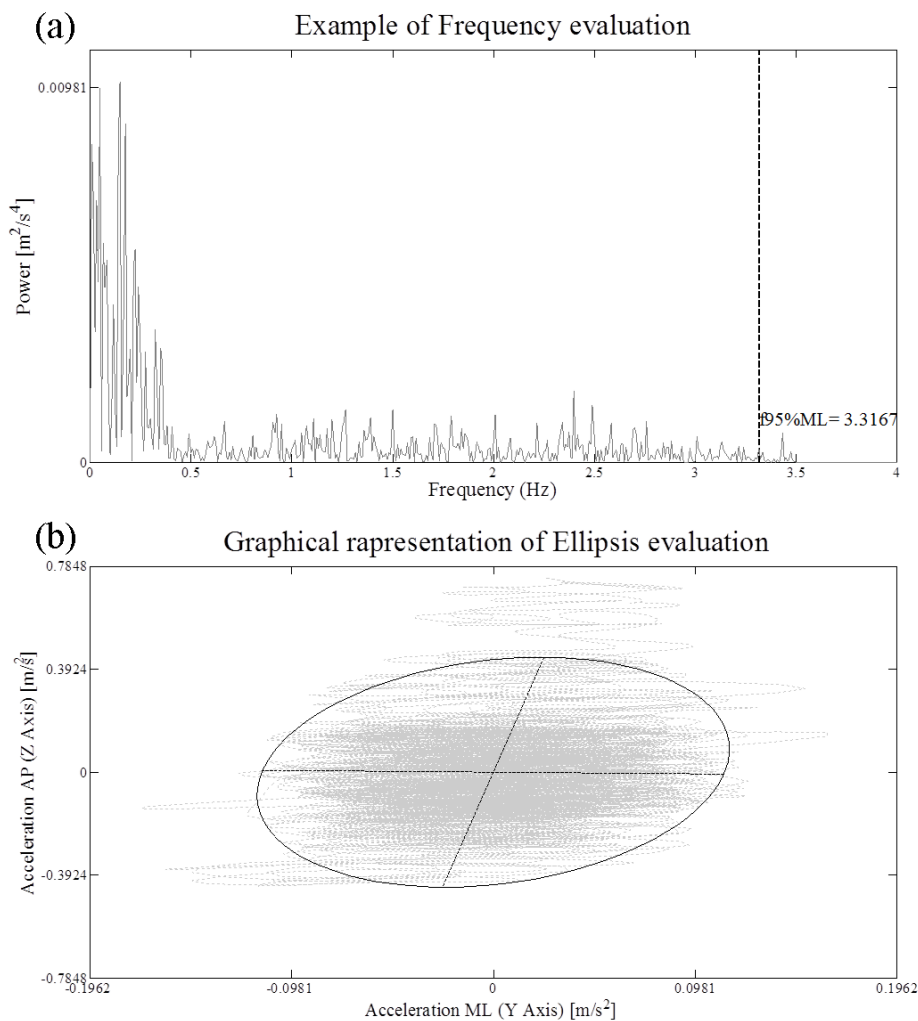 (a)
Example of Frequency evaluation
0.00981
Power [m²/s⁴]
0
0 0.5 1 1.5 2 2.5 3 3.5 4
f95%ML= 3.3167
Frequency (Hz)
(b)
Graphical rapresentation of Ellipsis evaluation
0.7848
0.3924
0
-0.3924
-0.7848
Acceleration AP (Z Axis) [m/s²]
-0.1962 -0.0981 0 0.0981 0.1962
Acceleration ML (Y Axis) [m/s²]